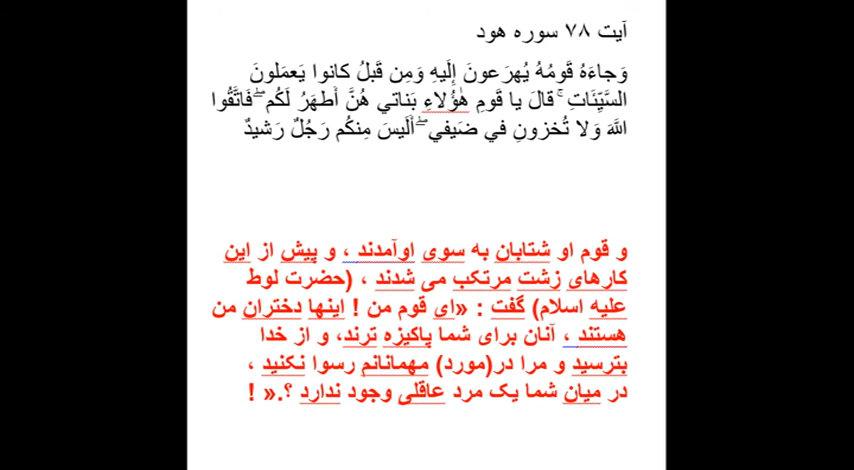 آیت ۷۸ سوره هود
وَجاءَهُ قَومُهُ يُهرَعونَ إِلَيهِ وَمِن قَبلُ كانوا يَعمَلونَ
السَّيِّئَاتِ ۚ قالَ يا قَومِ هٰؤُلاءِ بَناتي هُنَّ أَطهَرُ لَكُم ۖ فَاتَّقُوا
اللَّهَ وَلا تُخزونِ في ضَيفي ۖ أَلَيسَ مِنكُم رَجُلٌ رَشيدٌ
و قوم او شتابان به سوی اوآمدند ، و پیش از این
کارهای زشت مرتکب می شدند ، (حضرت لوط
علیه اسلام) گفت : «ای قوم من ! اینها دختران من
هستند ، آنان برای شما پاکیزه ترند، و از خدا
بترسید و مرا در(مورد) مهمانانم رسوا نکنید ،
در میان شما یک مرد عاقلی وجود ندارد ؟.« !